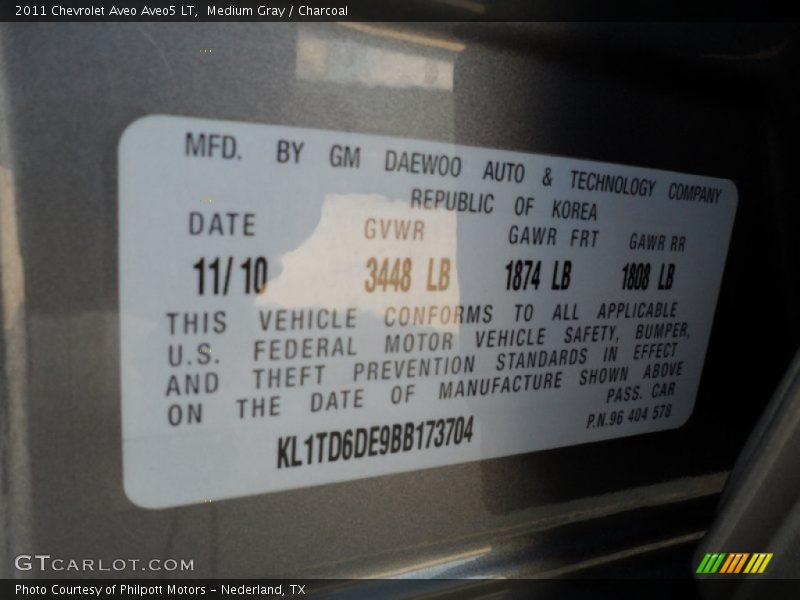 2011 Chevrolet Aveo Aveo5 LT,  Medium Gray / Charcoal
MFD. BY GM DAEWOO AUTO & TECHNOLOGY COMPANY
REPUBLIC OF KOREA
DATE GVWR GAWR FRT GAWR RR
11/10 3448 LB 1874 LB 1808 LB
THIS VEHICLE CONFORMS TO ALL APPLICABLE
U.S. FEDERAL MOTOR VEHICLE SAFETY, BUMPER,
AND THEFT PREVENTION STANDARDS IN EFFECT
ON THE DATE OF MANUFACTURE SHOWN ABOVE
PASS. CAR
KL1TD6DE9BB173704
P.N.96 404 578
GTCARLOT.COM
Photo Courtesy of Philpott Motors - Nederland, TX